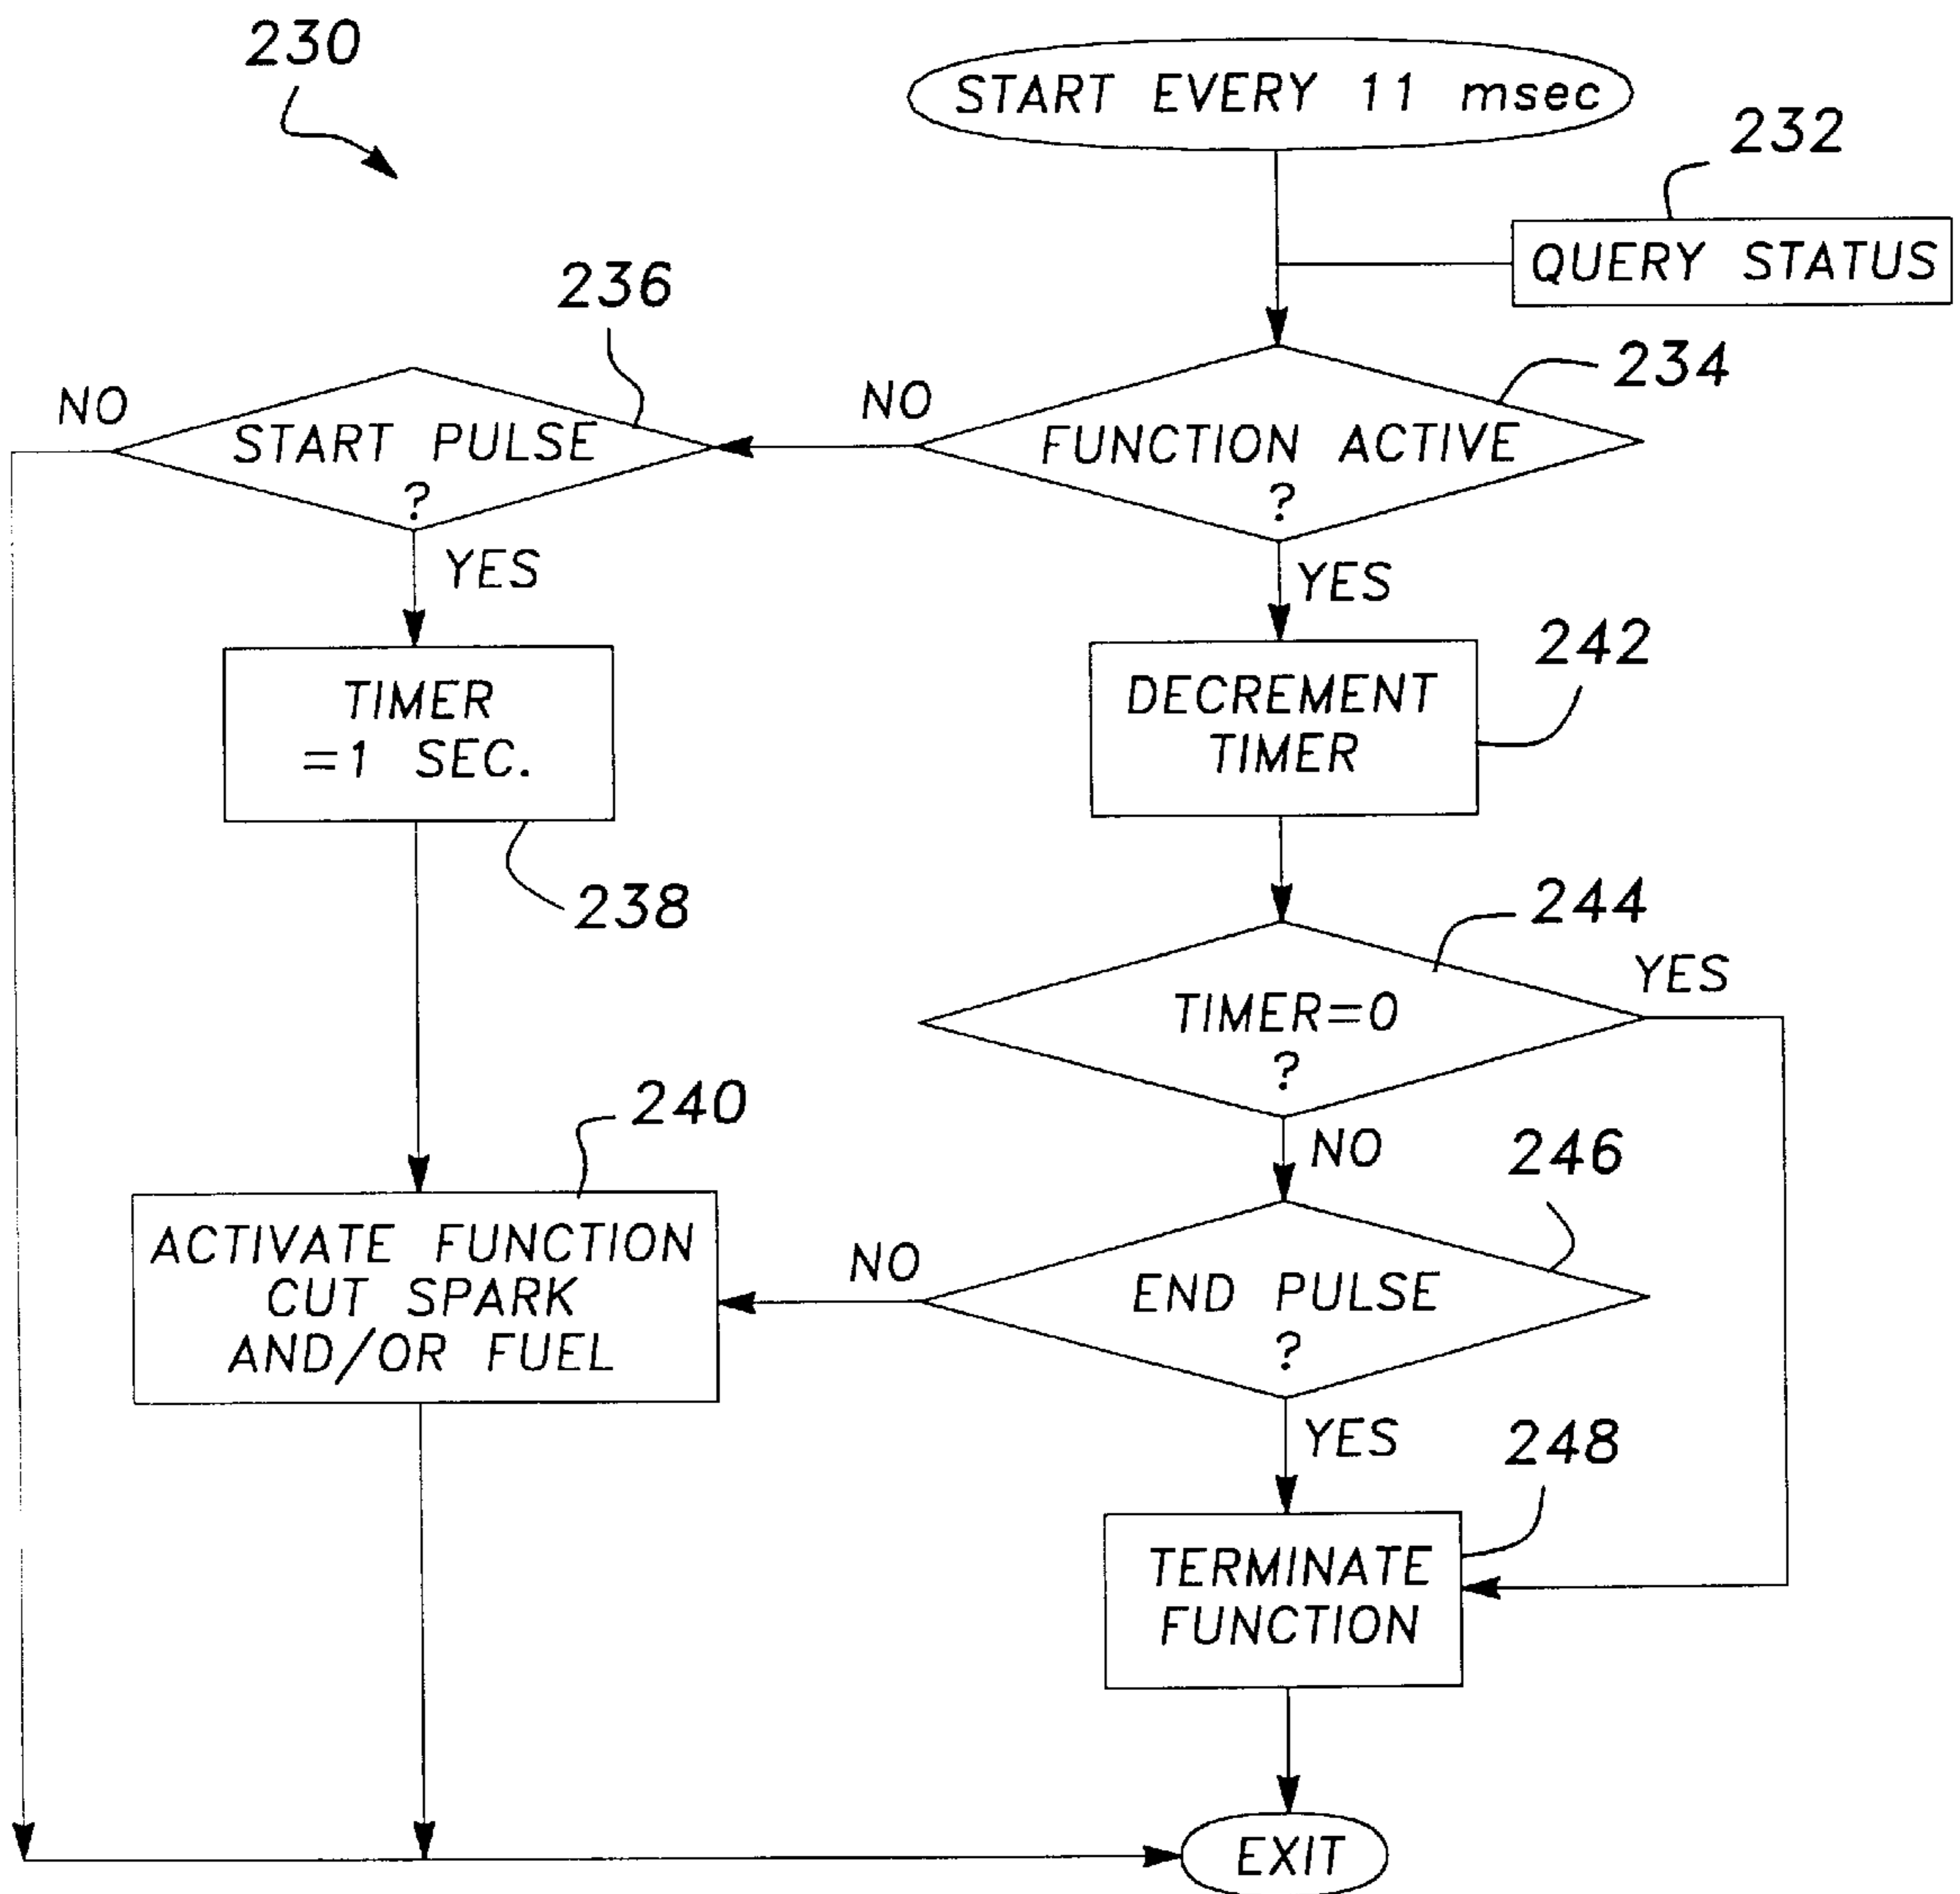 230
START EVERY 11 msec
232
QUERY STATUS
236
234
NO
START PULSE
?
NO
FUNCTION ACTIVE
?
YES
YES
TIMER
=1 SEC.
238
DECREMENT
TIMER
242
244
TIMER=0
?
YES
NO
240
ACTIVATE FUNCTION
CUT SPARK
AND/OR FUEL
246
NO
END PULSE
?
YES
248
TERMINATE
FUNCTION
EXIT